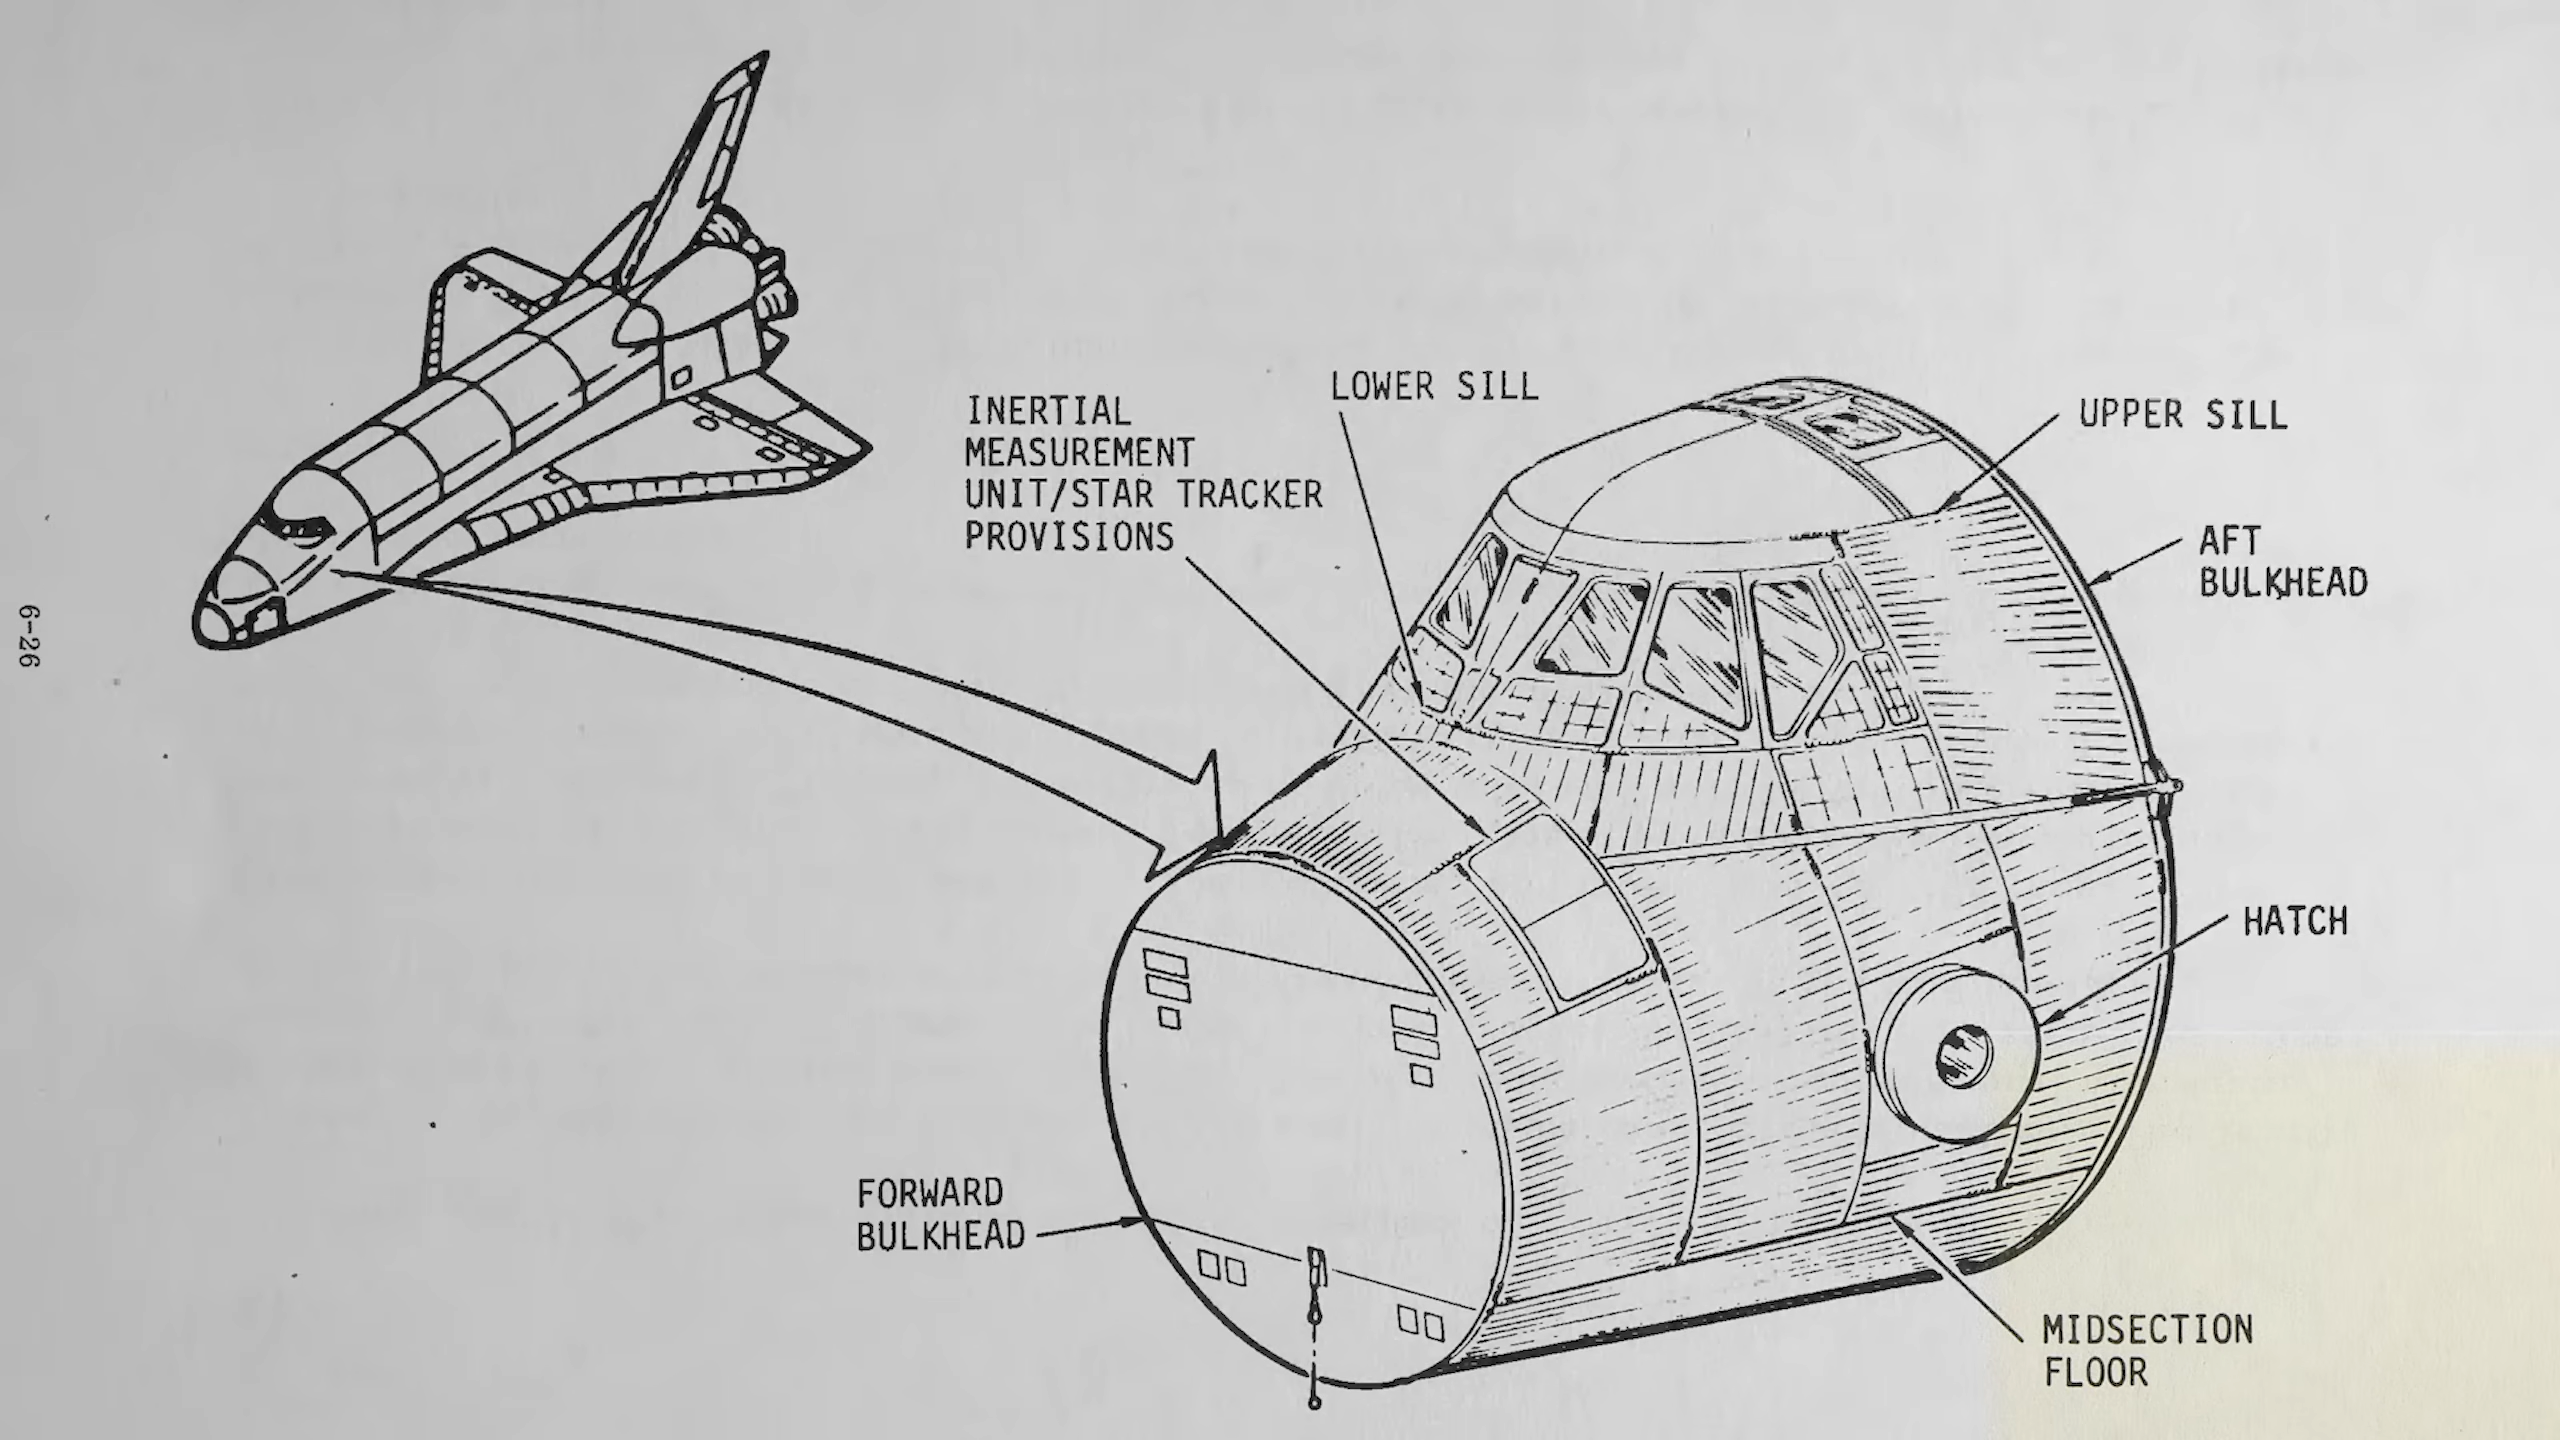 6-26
LOWER SILL
INERTIAL
MEASUREMENT
UNIT/STAR TRACKER
PROVISIONS
UPPER SILL
AFT
BULKHEAD
HATCH
FORWARD
BULKHEAD
MIDSECTION
FLOOR